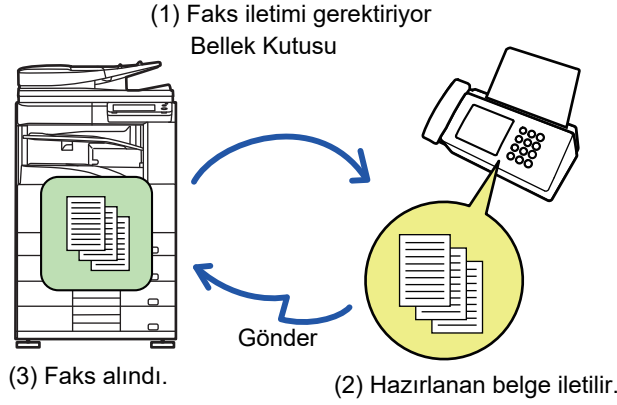 (1) Faks iletimi gerektiriyor
Bellek Kutusu
Gönder
(3) Faks alındı.
(2) Hazırlanan belge iletilir.